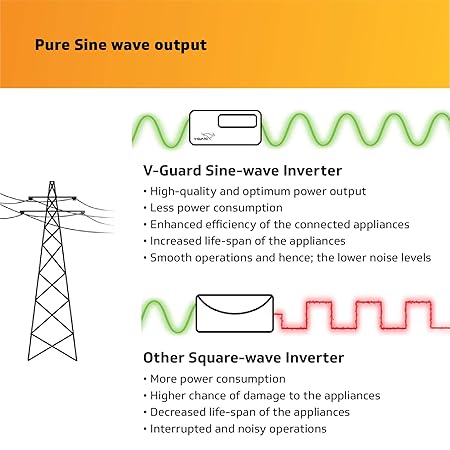 Pure Sine wave output
V-GUARD
V-Guard Sine-wave Inverter
• High-quality and optimum power output
• Less power consumption
• Enhanced efficiency of the connected appliances
• Increased life-span of the appliances
• Smooth operations and hence; the lower noise levels
Other Square-wave Inverter
• More power consumption
• Higher chance of damage to the appliances
• Decreased life-span of the appliances
• Interrupted and noisy operations